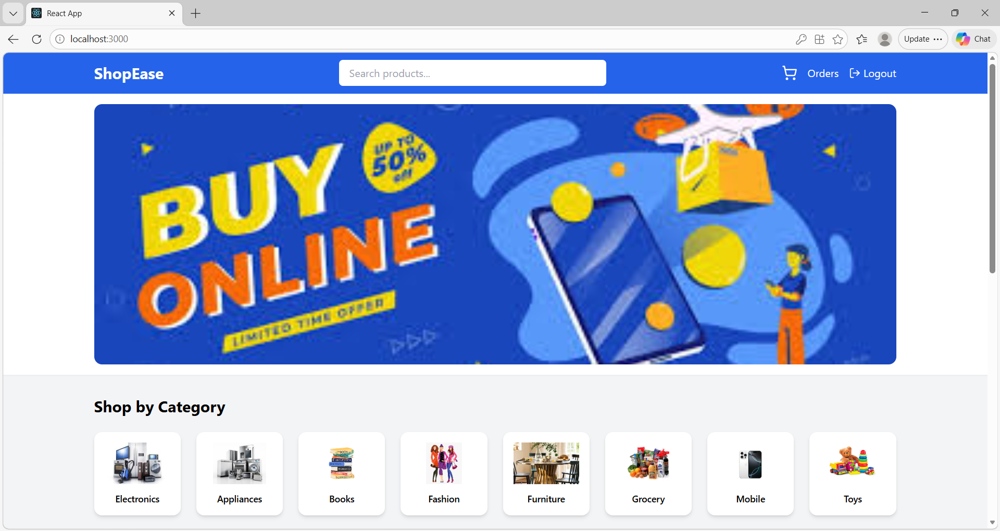 React App
localhost:3000
Update
Chat
ShopEase
Search products...
Orders
Logout
UP TO
50%
off
BUY
ONLINE
LIMITED TIME OFFER
Shop by Category
Electronics
Appliances
Books
Fashion
Furniture
Grocery
Mobile
Toys